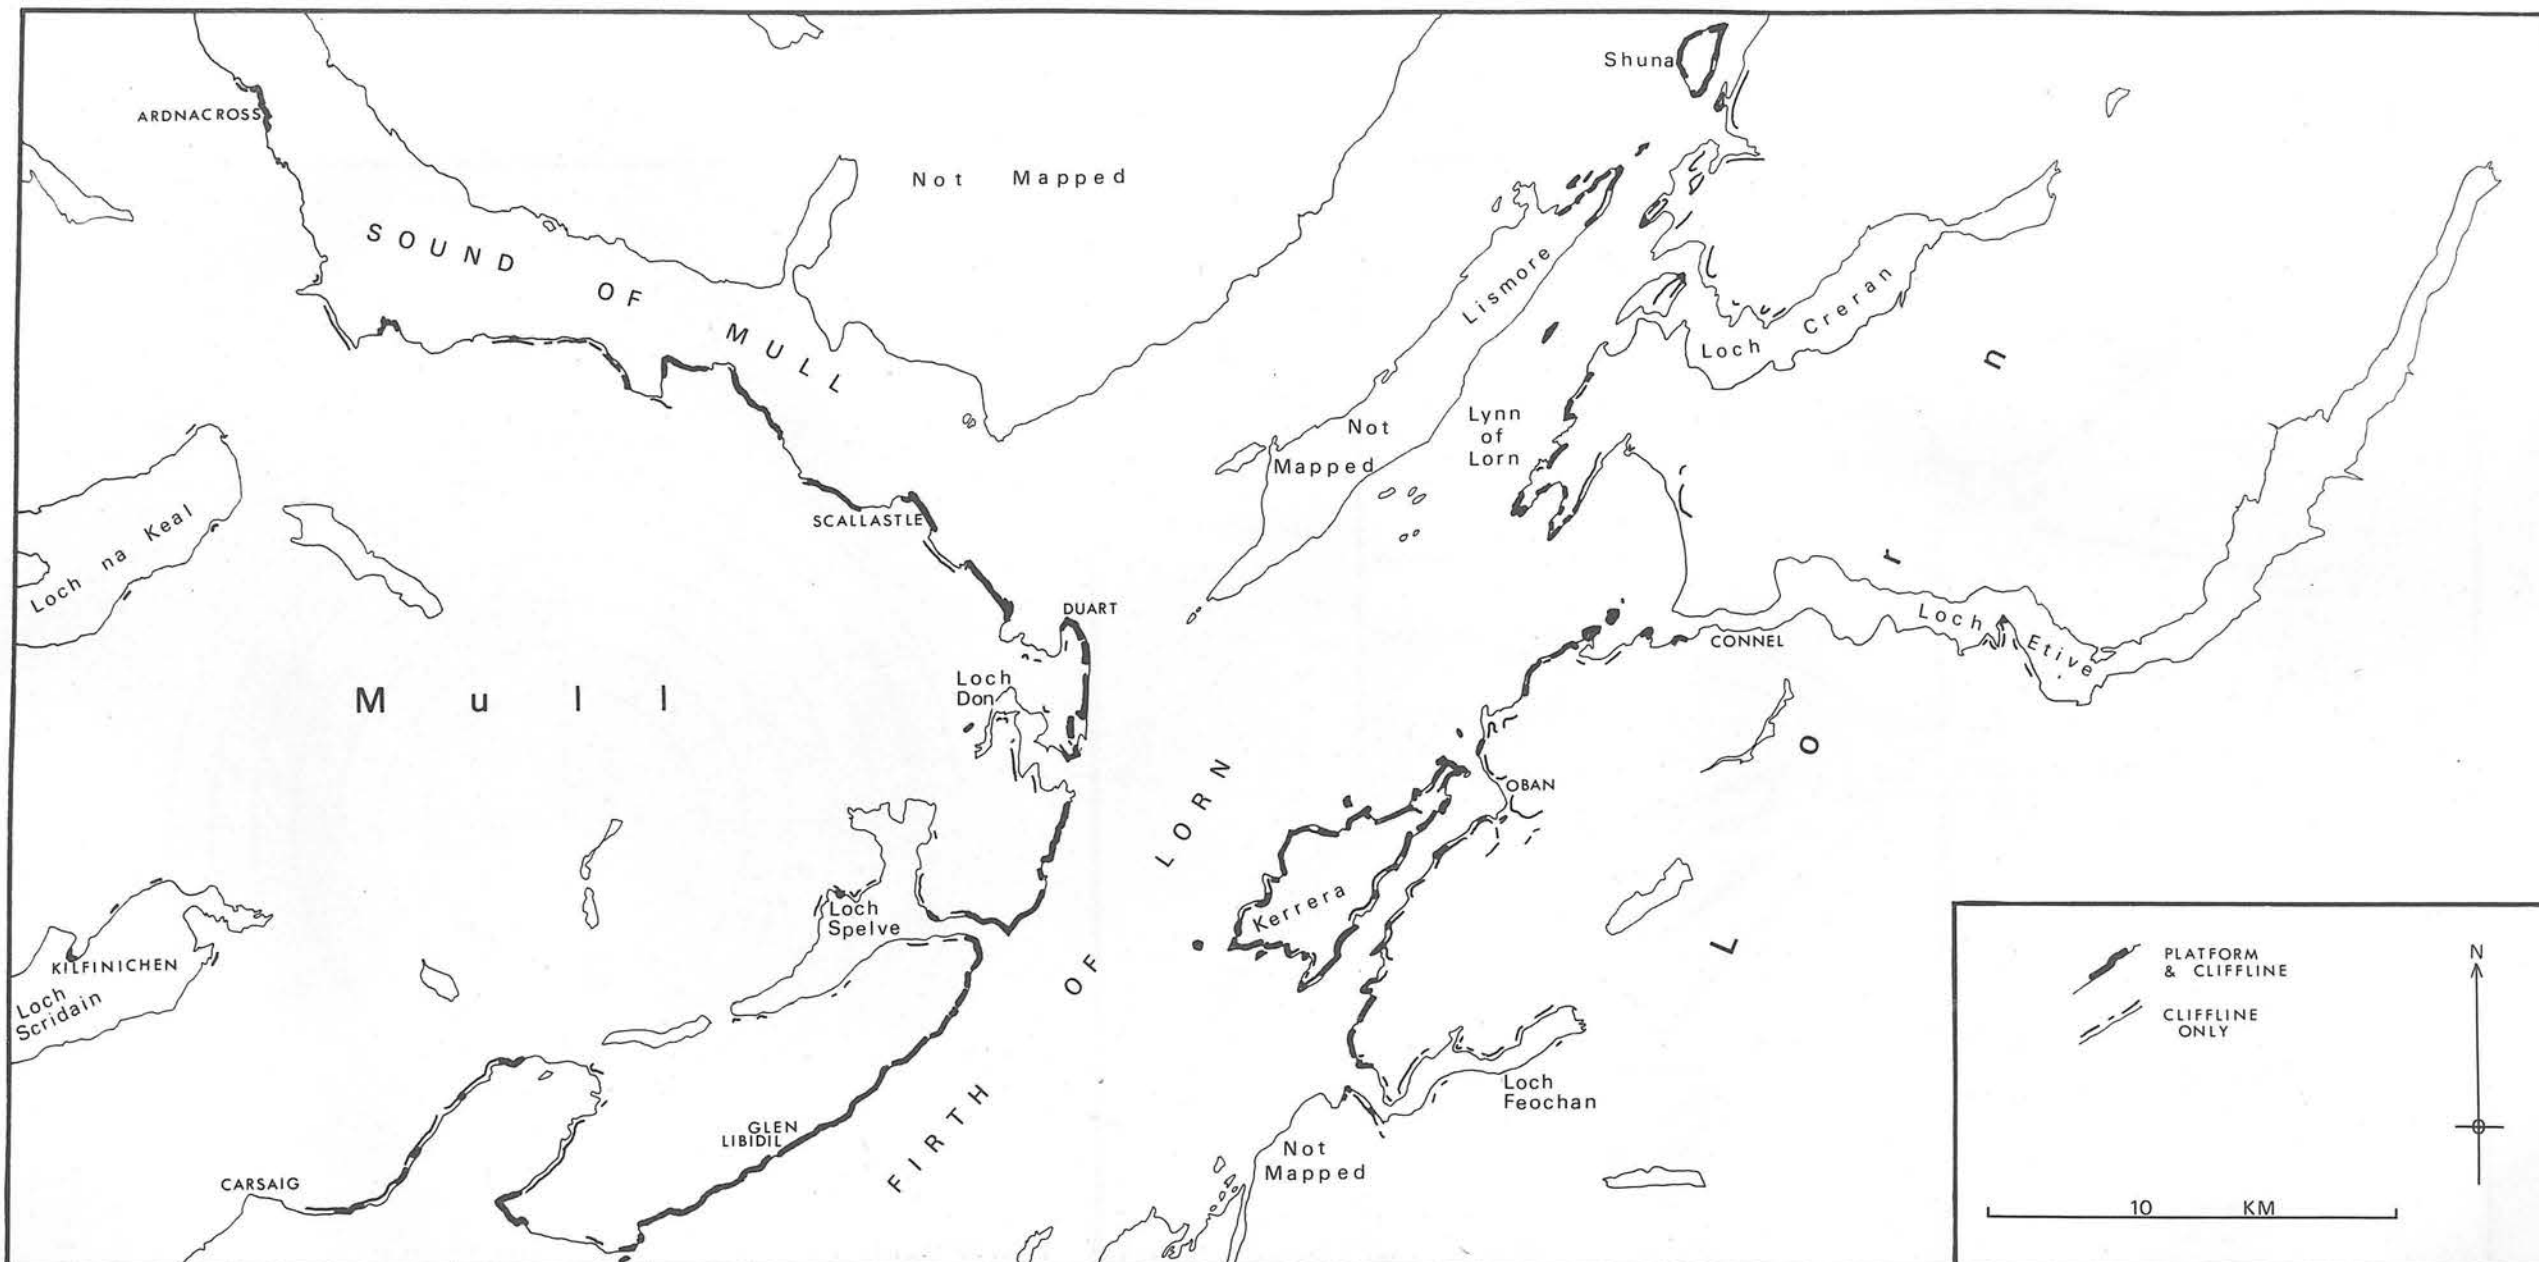 Shuna
ARDNACROSS
Not Mapped
SOUND OF MULL
Lismore
Loch Creran
Not
Mapped
Lynn
of
Lorn
Loch na Keal
SCALLASTLE
DUART
CONNEL
Loch Etive
Mull
Loch
Don
OBAN
Lorn
FIRTH OF LORN
Kerrera
Loch
Spelve
KILFINICHEN
Loch
Scridain
Loch
Feochan
GLEN
LIBIDIL
Not
Mapped
CARSAIG
PLATFORM
& CLIFFLINE
CLIFFLINE
ONLY
N
10 KM